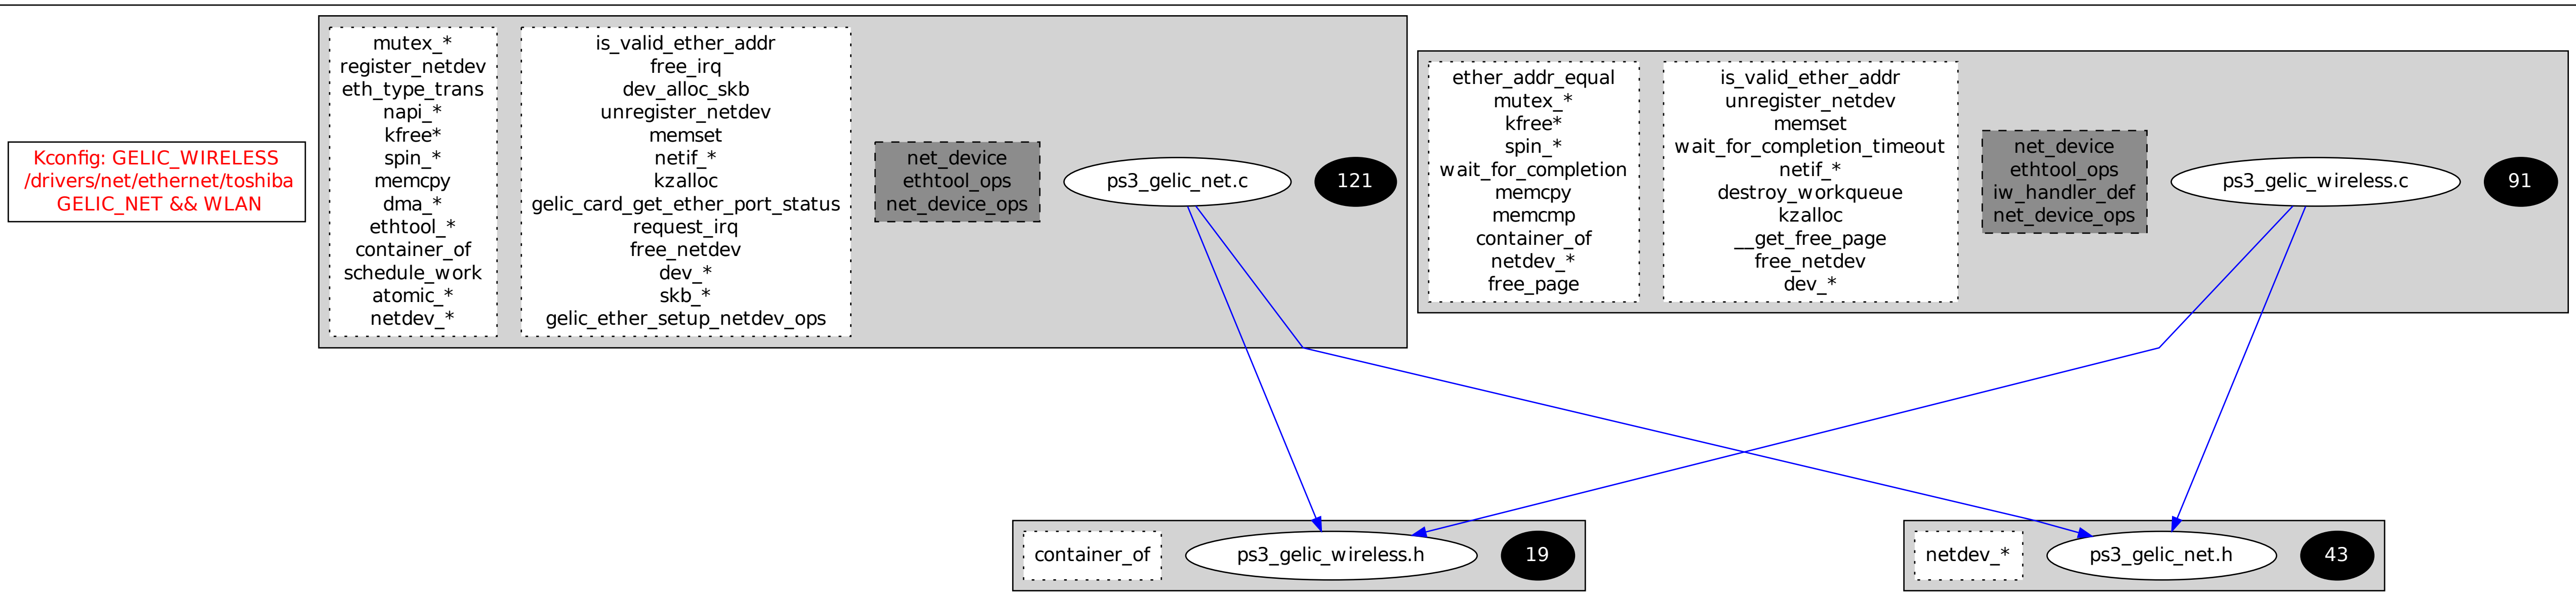 Kconfig: GELIC_WIRELESS
/drivers/net/ethernet/toshiba
GELIC_NET && WLAN
mutex_*
register_netdev
eth_type_trans
napi_*
kfree*
spin_*
memcpy
dma_*
ethtool_*
container_of
schedule_work
atomic_*
netdev_*
is_valid_ether_addr
free_irq
dev_alloc_skb
unregister_netdev
memset
netif_*
kzalloc
gelic_card_get_ether_port_status
request_irq
free_netdev
dev_*
skb_*
gelic_ether_setup_netdev_ops
net_device
ethtool_ops
net_device_ops
ps3_gelic_net.c
121
ether_addr_equal
mutex_*
kfree*
spin_*
wait_for_completion
memcpy
memcmp
container_of
netdev_*
free_page
is_valid_ether_addr
unregister_netdev
memset
wait_for_completion_timeout
netif_*
destroy_workqueue
kzalloc
__get_free_page
free_netdev
dev_*
net_device
ethtool_ops
iw_handler_def
net_device_ops
ps3_gelic_wireless.c
91
container_of
ps3_gelic_wireless.h
19
netdev_*
ps3_gelic_net.h
43